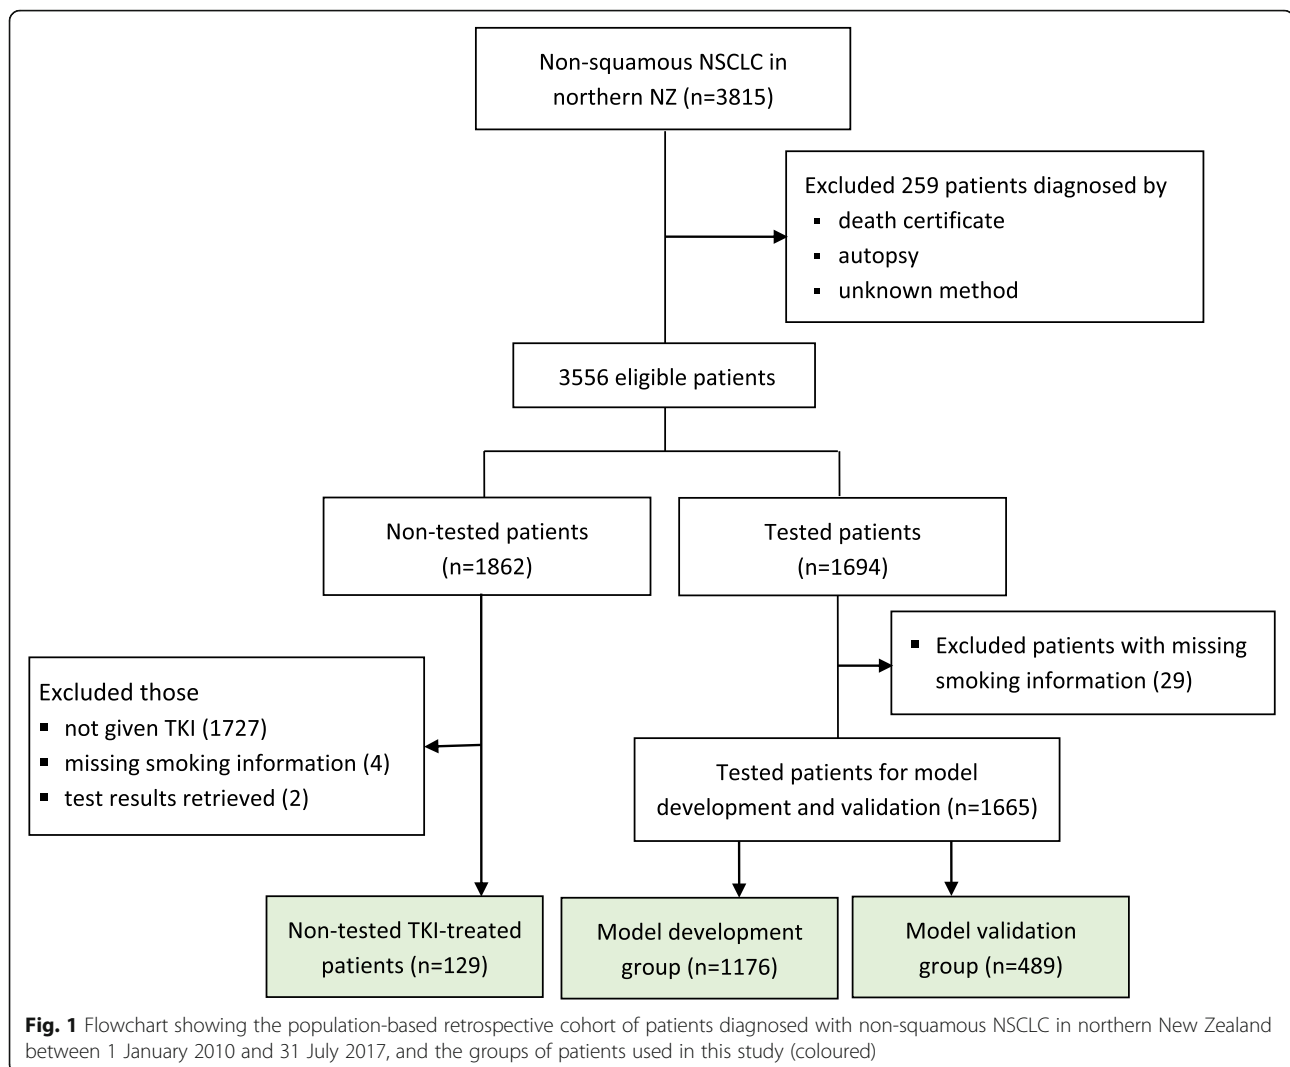 Non-squamous NSCLC in
northern NZ (n=3815)
Excluded 259 patients diagnosed by
▪ death certificate
▪ autopsy
▪ unknown method
3556 eligible patients
Non-tested patients
(n=1862)
Tested patients
(n=1694)
▪ Excluded patients with missing
smoking information (29)
Excluded those
▪ not given TKI (1727)
▪ missing smoking information (4)
▪ test results retrieved (2)
Tested patients for model
development and validation (n=1665)
Non-tested TKI-treated
patients (n=129)
Model development
group (n=1176)
Model validation
group (n=489)
Fig. 1 Flowchart showing the population-based retrospective cohort of patients diagnosed with non-squamous NSCLC in northern New Zealand
between 1 January 2010 and 31 July 2017, and the groups of patients used in this study (coloured)